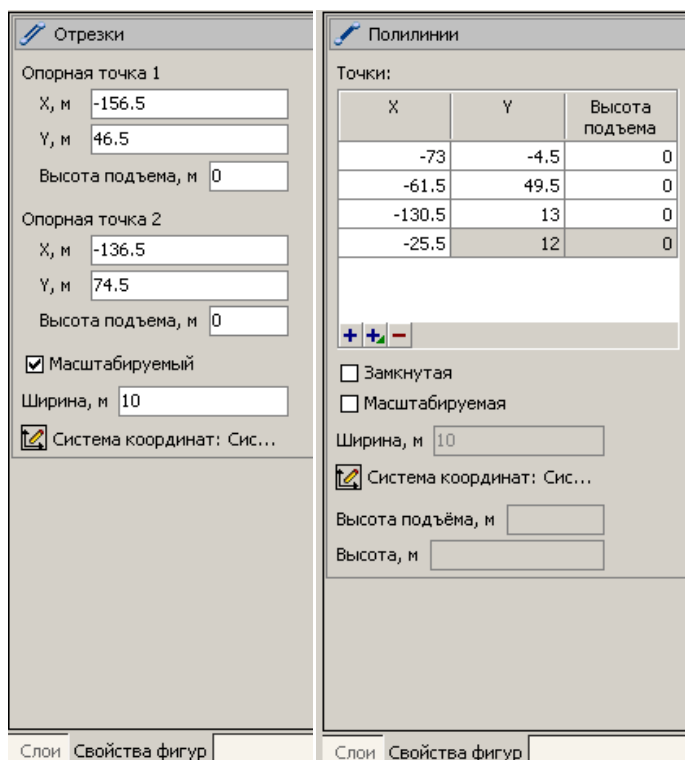 Отрезки
Опорная точка 1
X, м -156.5
Y, м 46.5
Высота подъема, м 0
Опорная точка 2
X, м -136.5
Y, м 74.5
Высота подъема, м 0
Масштабируемый
Ширина, м 10
Система координат: Сис...
Слои Свойства фигур
Полилинии
Точки:
X Y Высота
подъема
-73 -4.5 0
-61.5 49.5 0
-130.5 13 0
-25.5 12 0
Замкнутая
Масштабируемая
Ширина, м 10
Система координат: Сис...
Высота подъёма, м
Высота, м
Слои Свойства фигур